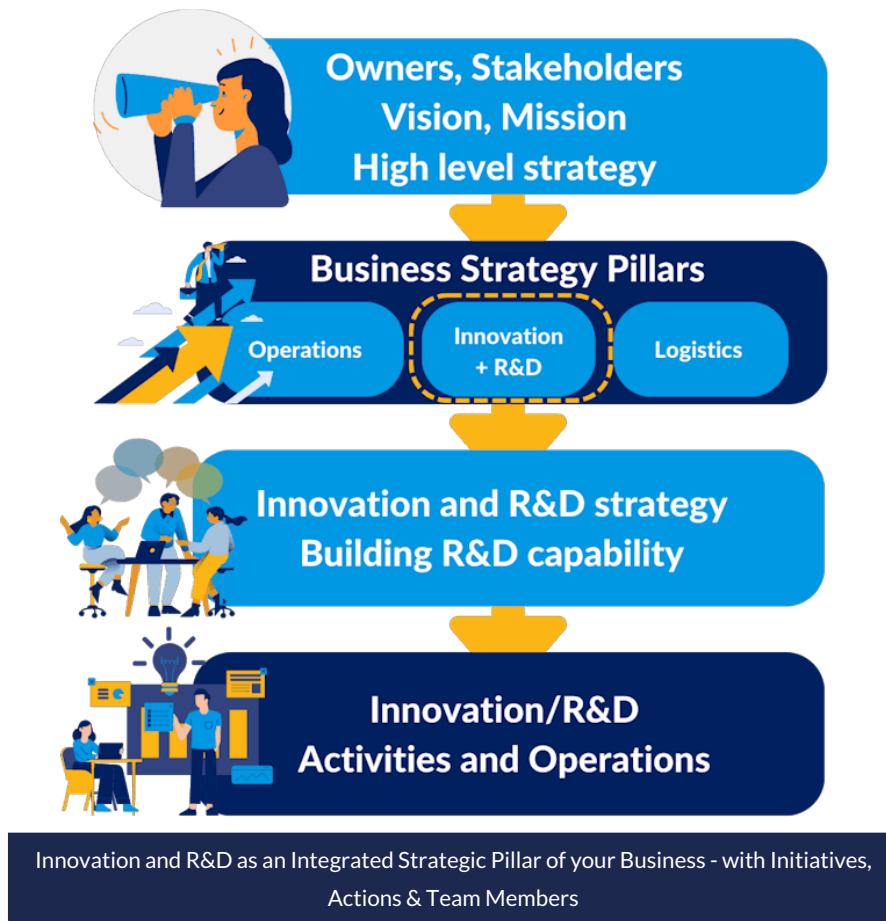 Owners, Stakeholders
Vision, Mission
High level strategy
Business Strategy Pillars
Operations
Innovation
+ R&D
Logistics
Innovation and R&D strategy
Building R&D capability
Innovation/R&D
Activities and Operations
Innovation and R&D as an Integrated Strategic Pillar of your Business - with Initiatives,
Actions & Team Members